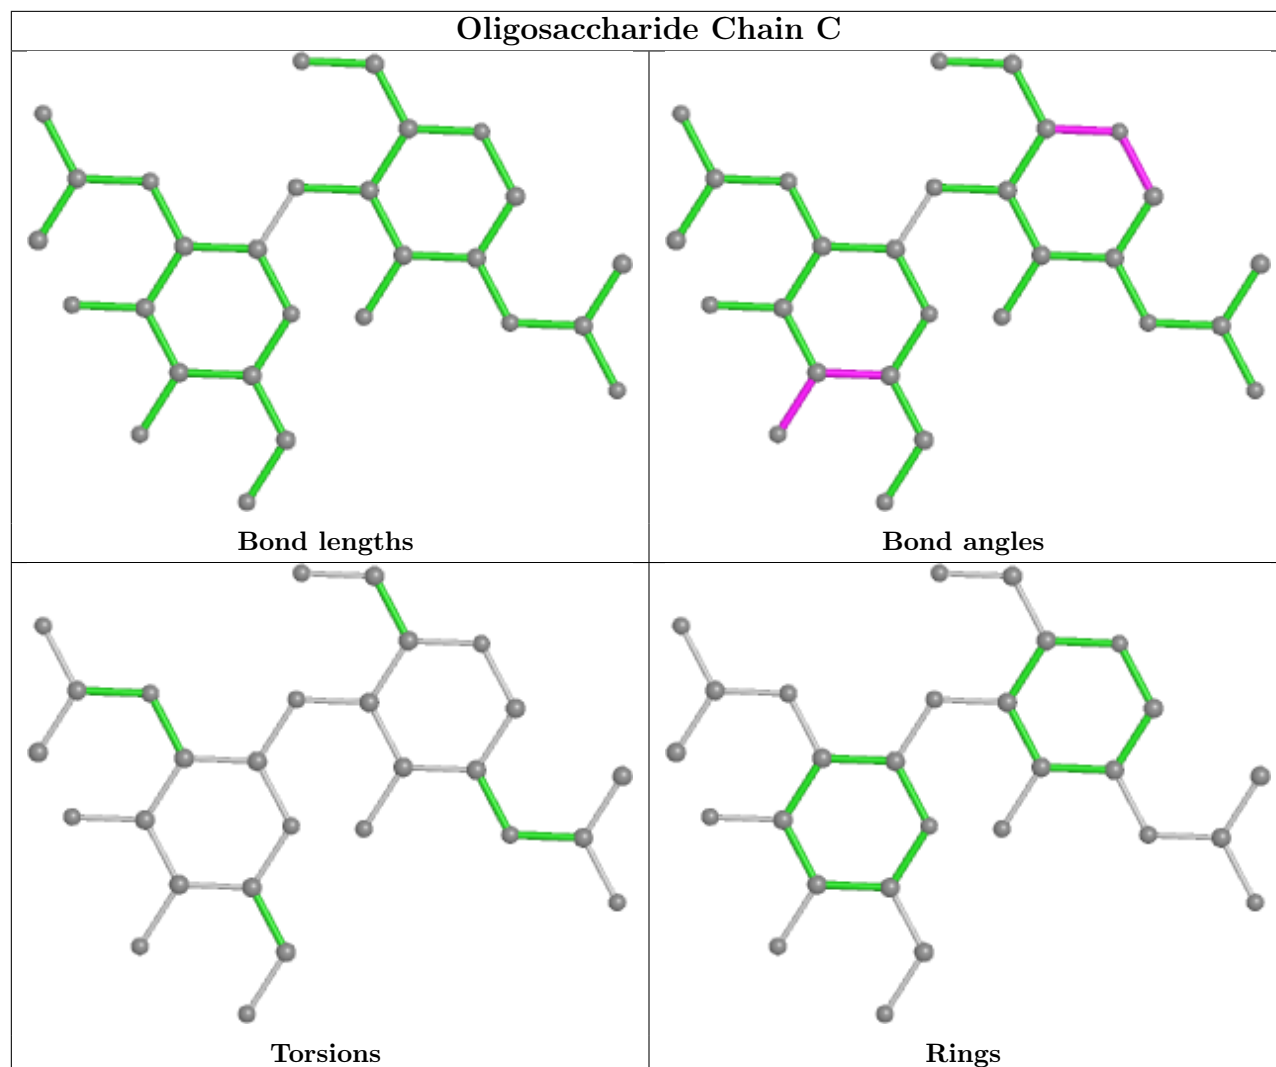 Oligosaccharide Chain C
Bond lengths
Bond angles
Torsions
Rings